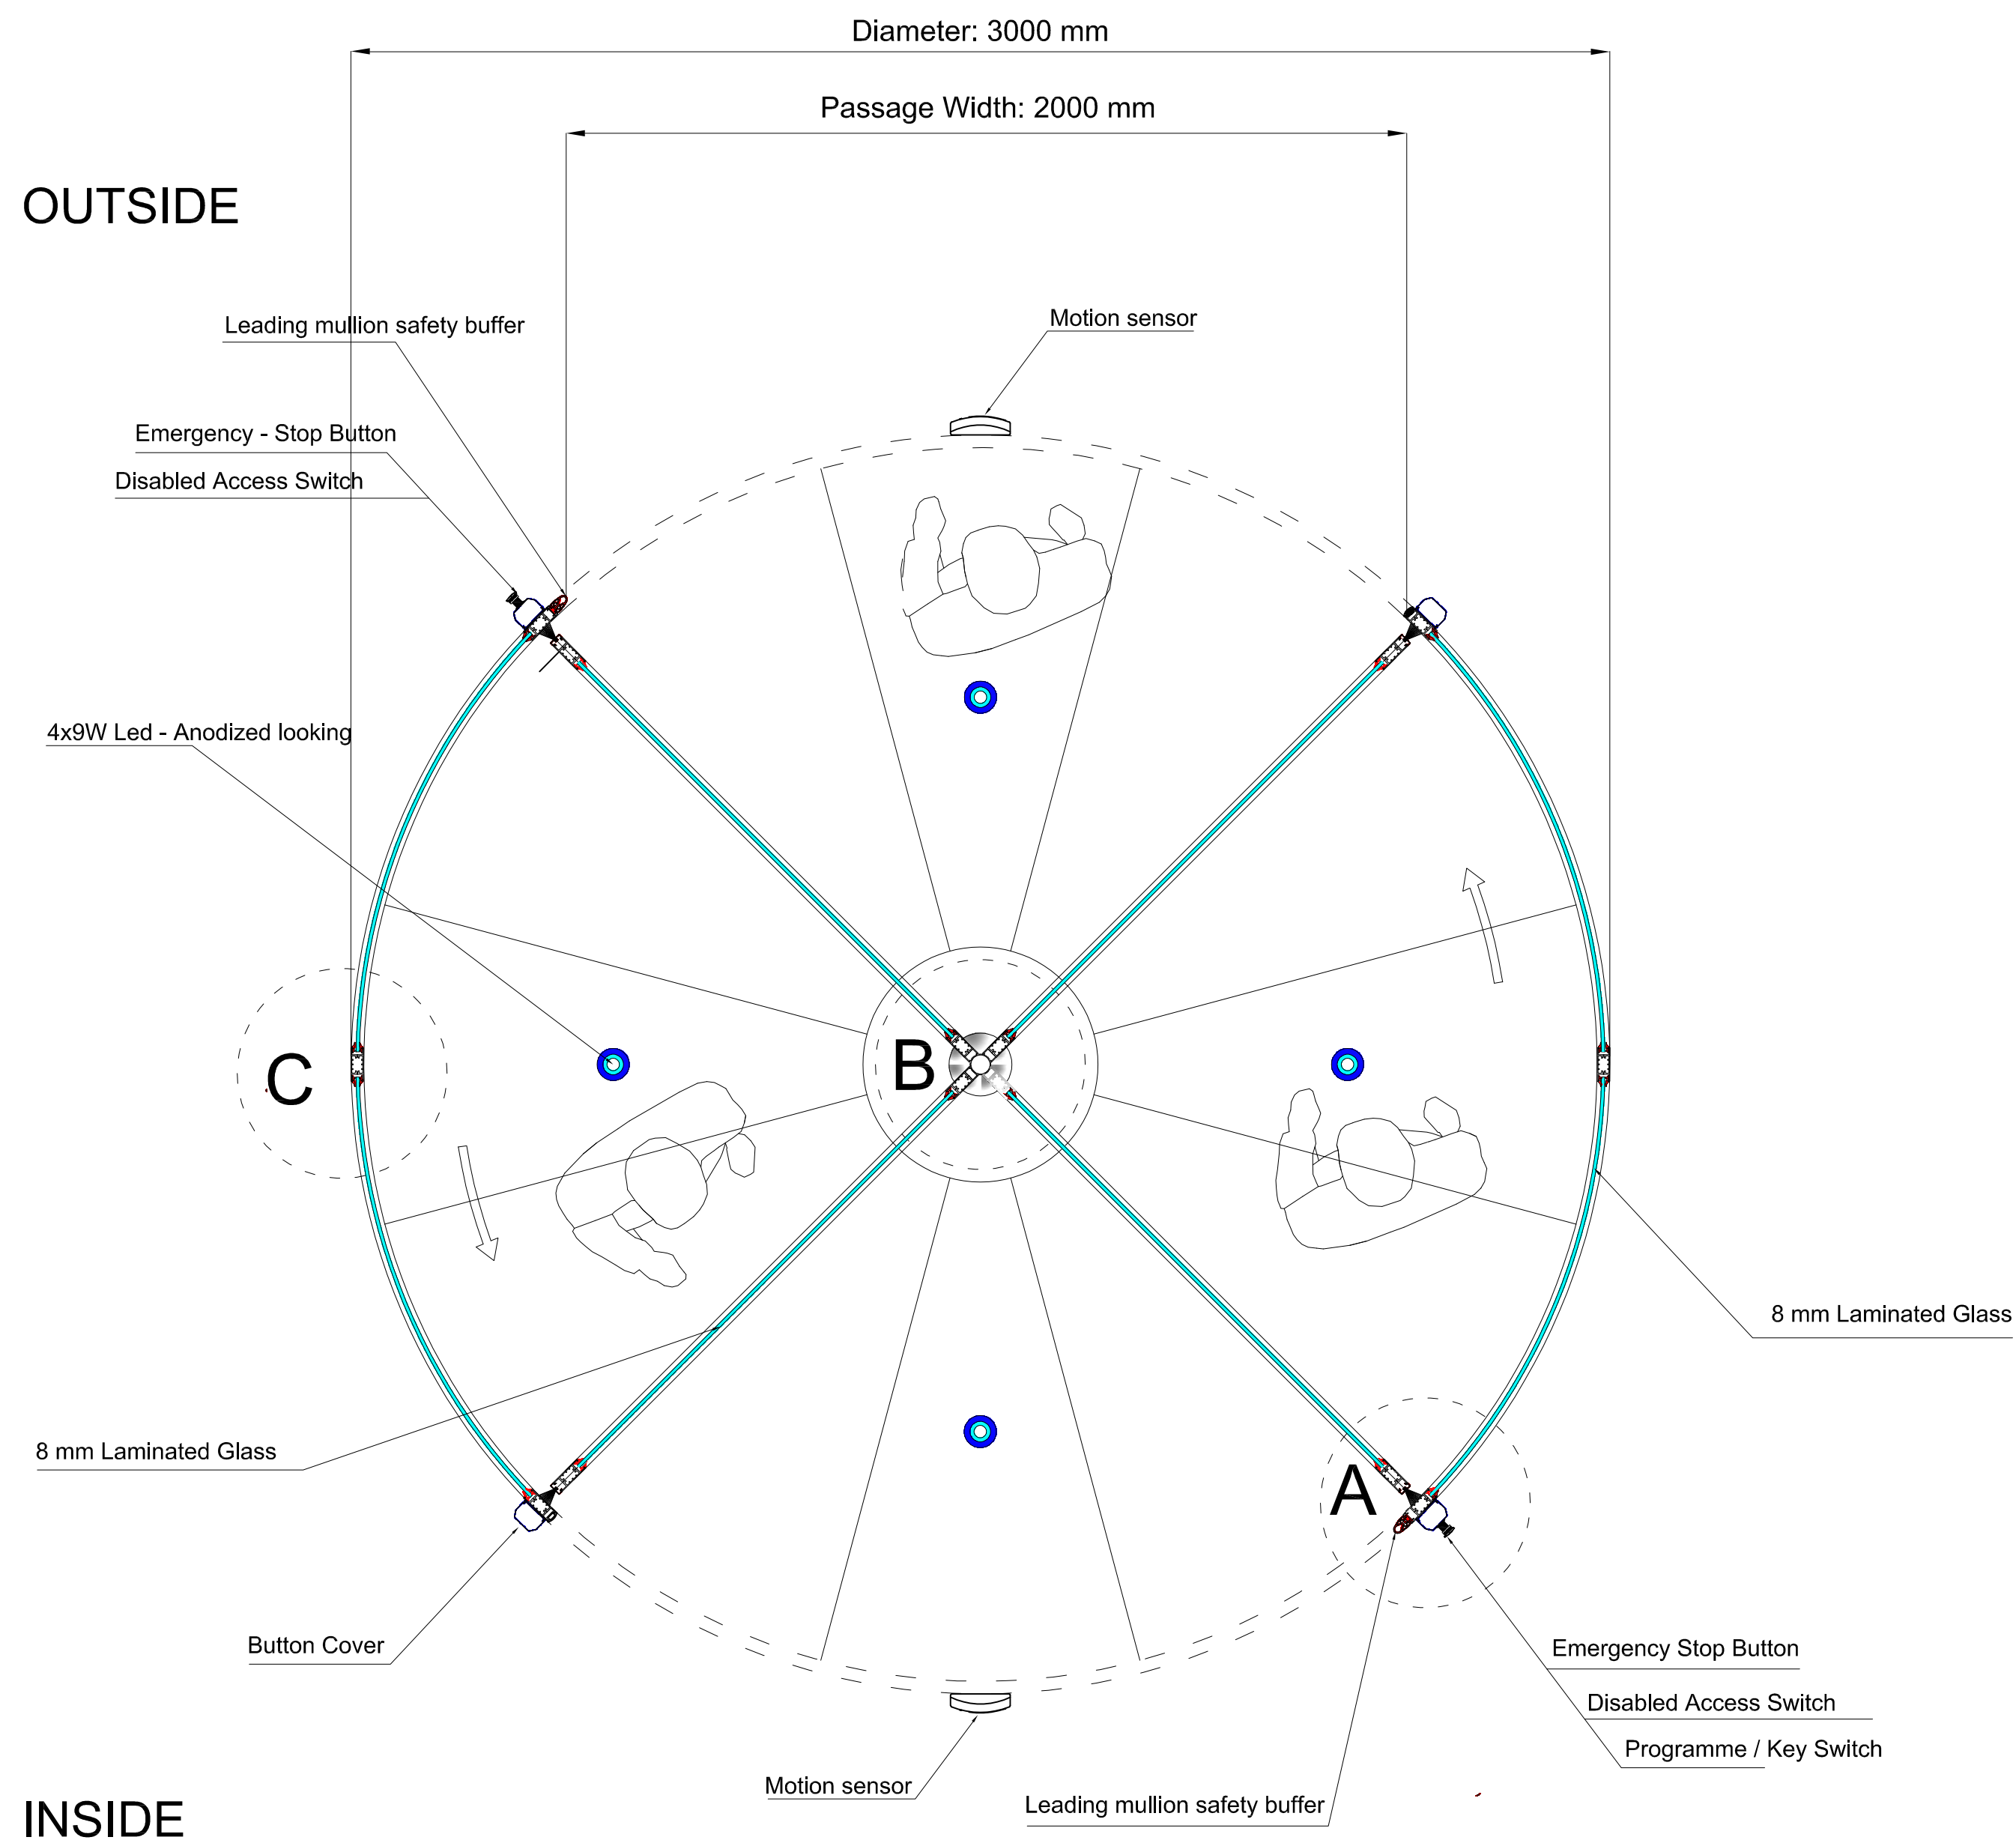 Diameter: 3000 mm
Passage Width: 2000 mm
OUTSIDE
Leading mullion safety buffer
Motion sensor
Emergency - Stop Button
Disabled Access Switch
4x9W Led - Anodized looking
C
B
8 mm Laminated Glass
8 mm Laminated Glass
A
Button Cover
Emergency Stop Button
Disabled Access Switch
Programme / Key Switch
Motion sensor
Leading mullion safety buffer
INSIDE